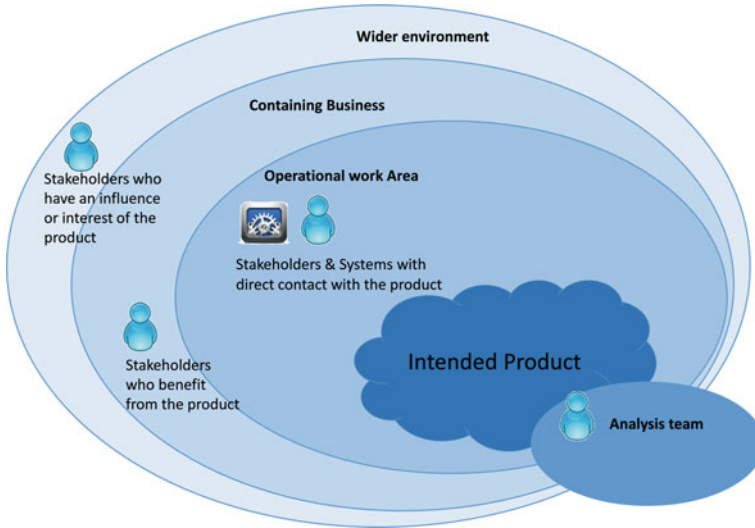 Wider environment
Containing Business
Stakeholders who
have an influence
or interest of the
product
Operational work Area
Stakeholders & Systems with
direct contact with the product
Stakeholders
who benefit
from the product
Intended Product
Analysis team